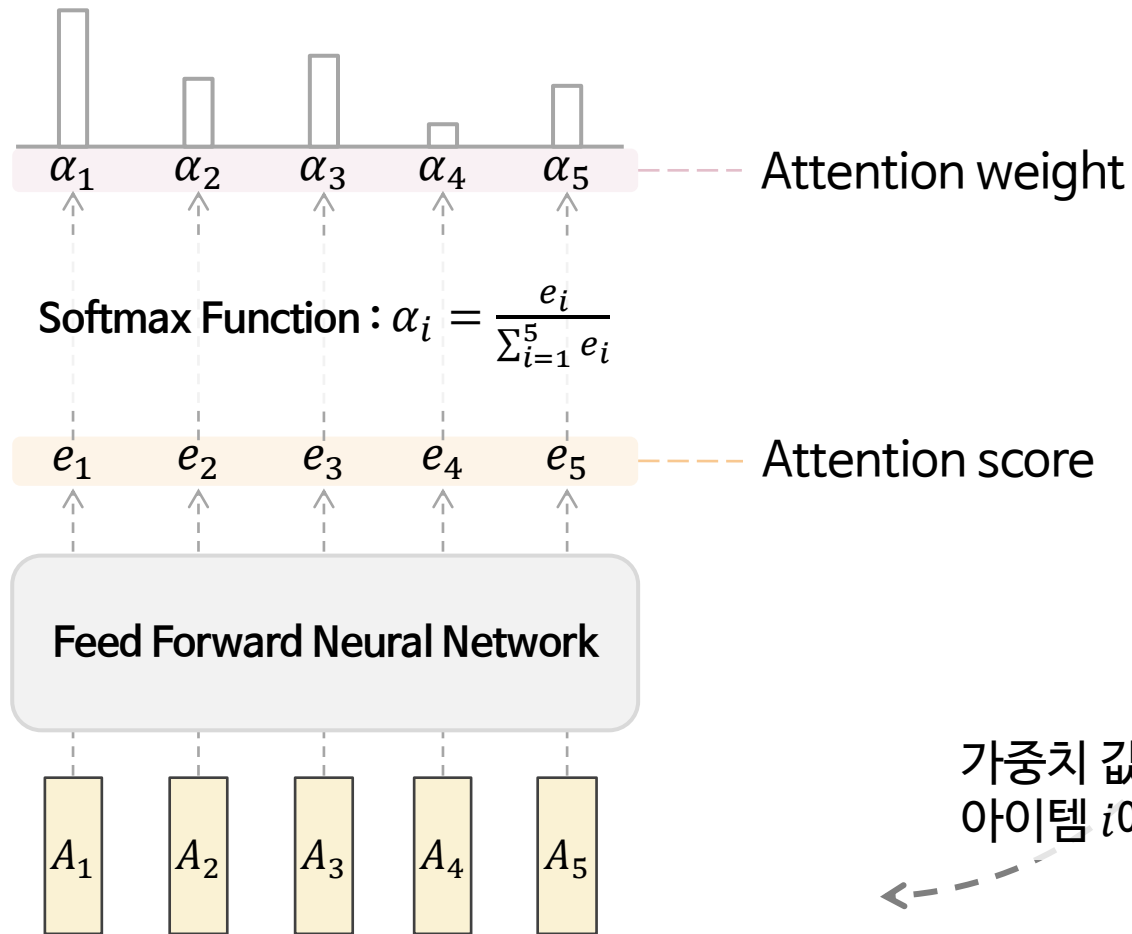 α₁ α₂ α₃ α₄ α₅
Attention weight
Softmax Function : αᵢ = eᵢ / ∑⁵ᵢ₌₁ eᵢ
e₁ e₂ e₃ e₄ e₅
Attention score
Feed Forward Neural Network
가중치
아이템 i
A₁ A₂ A₃ A₄ A₅